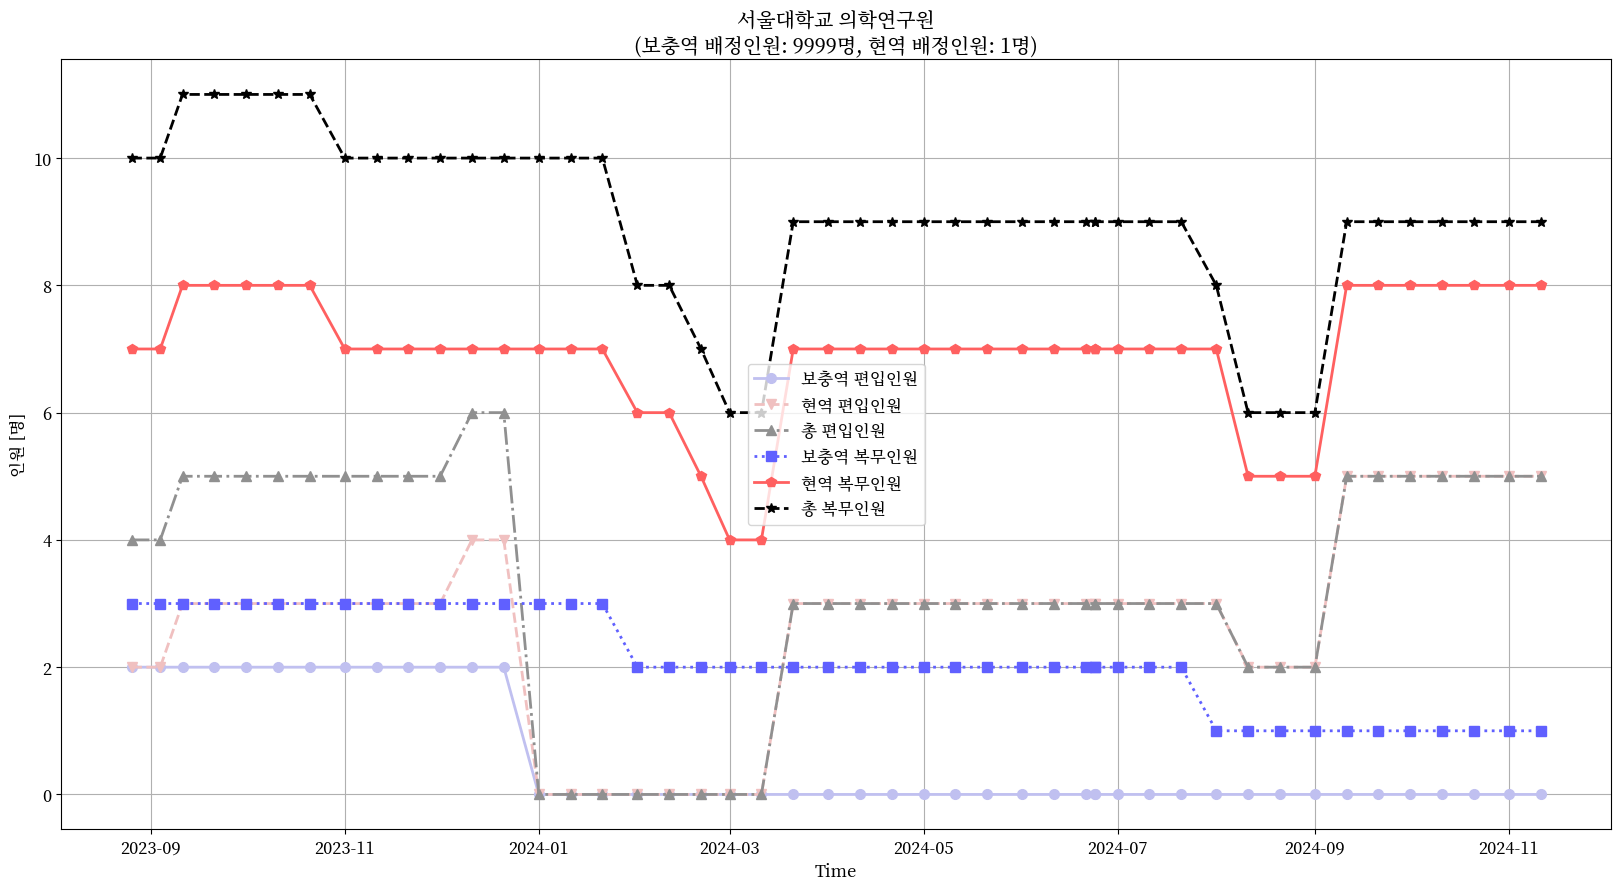 서울대학교 의학연구원
(보충역 배정인원: 9999명, 현역 배정인원: 1명)
인원 [명]
10
8
6
4
2
0
보충역 편입인원
현역 편입인원
총 편입인원
보충역 복무인원
현역 복무인원
총 복무인원
2023-09
2023-11
2024-01
2024-03
2024-05
2024-07
2024-09
2024-11
Time